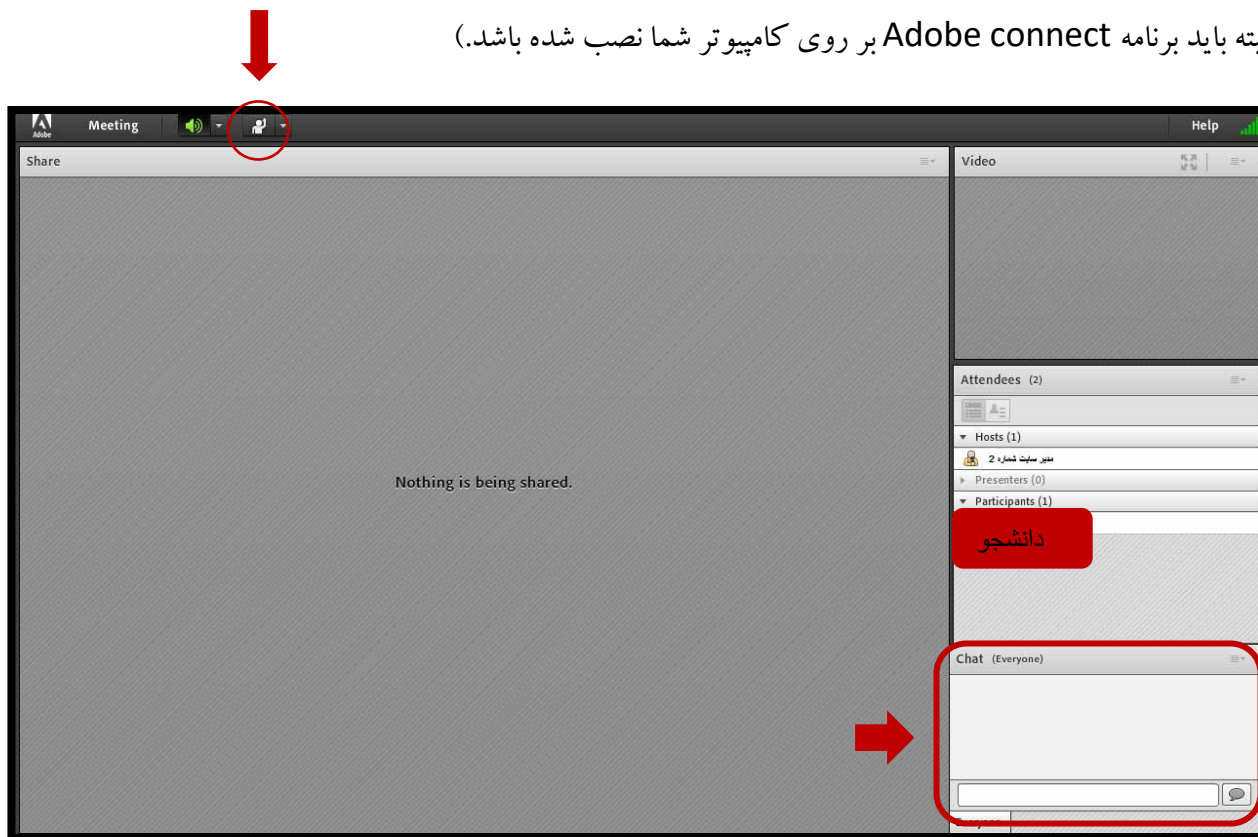 باید برنامه Adobe connect بر روی کامپیوتر شما نصب شده باشد.)
Adobe
Meeting
Help
Share
Video
Nothing is being shared.
Attendees (2)
Hosts (1)
مدیر سایت شماره 2
Presenters (0)
Participants (1)
دانشجو
Chat (Everyone)